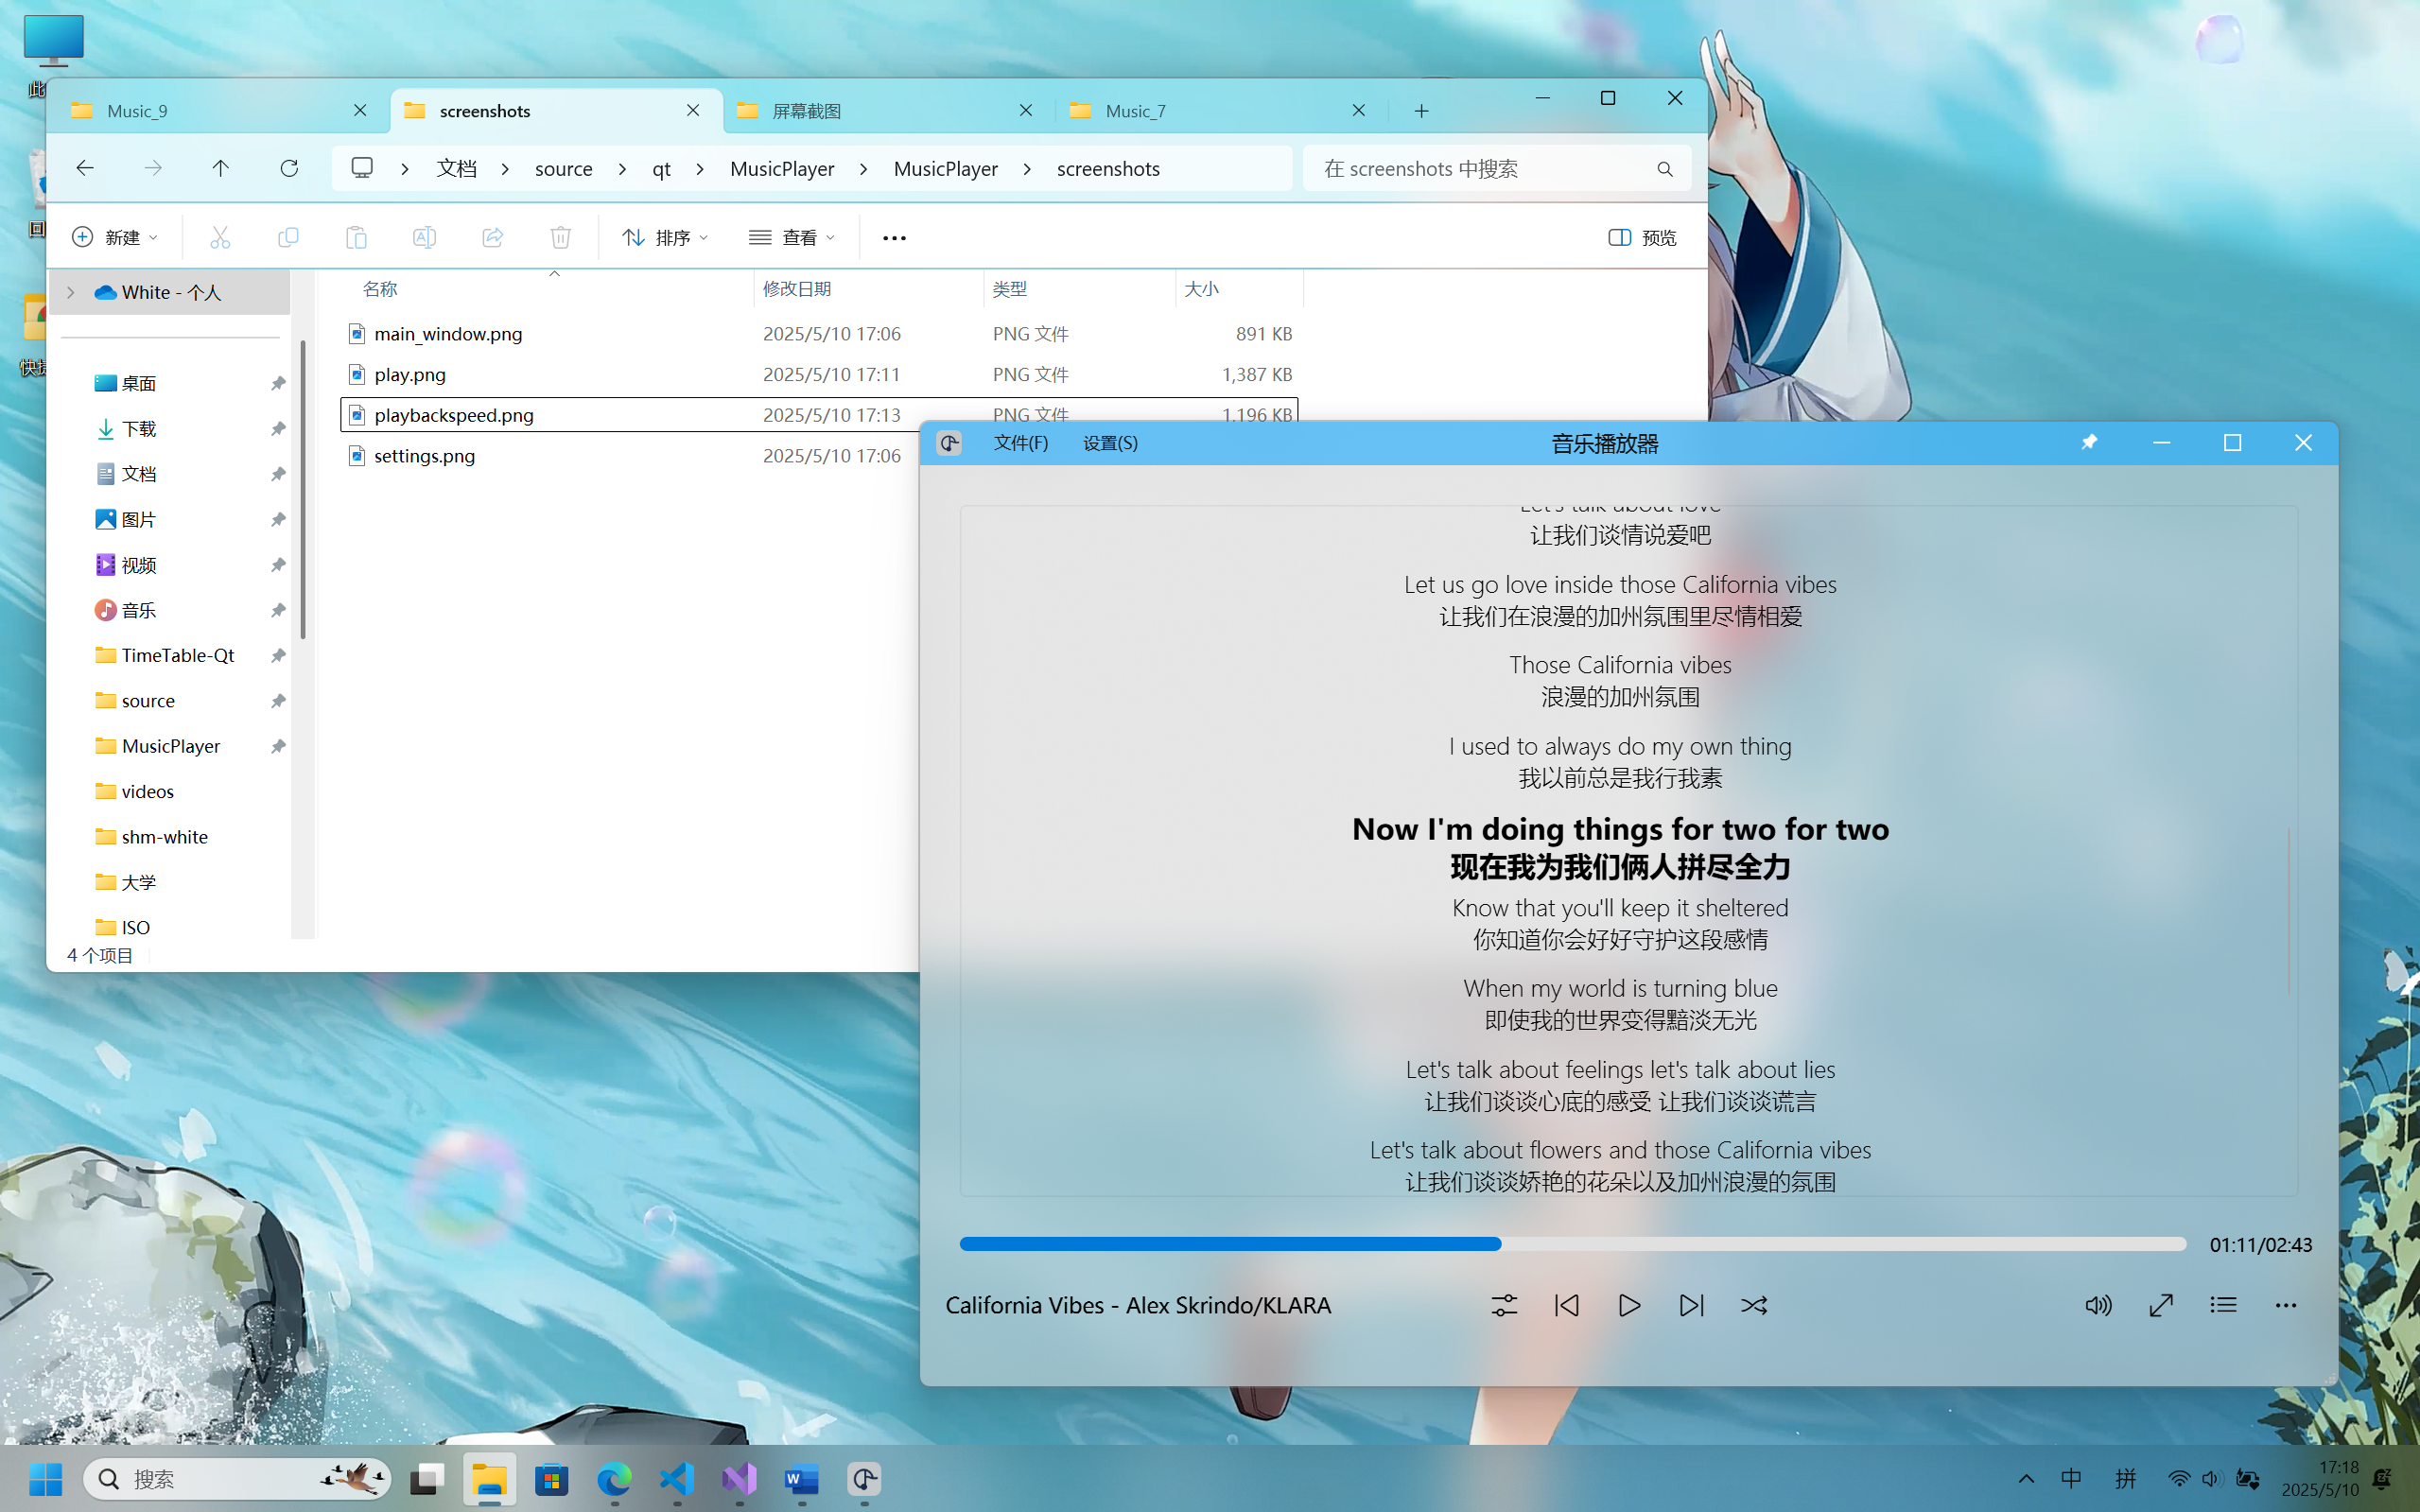 Music_9
screenshots
屏幕截图
Music_7
文档 source qt MusicPlayer MusicPlayer screenshots
在 screenshots 中搜索
新建
排序
查看
预览
White - 个人
名称 修改日期 类型 大小
main_window.png 2025/5/10 17:06 PNG 文件 891 KB
play.png 2025/5/10 17:11 PNG 文件 1,387 KB
playbackspeed.png 2025/5/10 17:13 PNG 文件 1,196 KB
settings.png 2025/5/10 17:06
桌面
下载
文档
图片
视频
音乐
TimeTable-Qt
source
MusicPlayer
videos
shm-white
大学
ISO
4 个项目
文件(F) 设置(S) 音乐播放器
Let's talk about love
让我们谈情说爱吧
Let us go love inside those California vibes
让我们在浪漫的加州氛围里尽情相爱
Those California vibes
浪漫的加州氛围
I used to always do my own thing
我以前总是我行我素
Now I'm doing things for two for two
现在我为我们俩人拼尽全力
Know that you'll keep it sheltered
你知道你会好好守护这段感情
When my world is turning blue
即使我的世界变得黯淡无光
Let's talk about feelings let's talk about lies
让我们谈谈心底的感受 让我们谈谈谎言
Let's talk about flowers and those California vibes
让我们谈谈娇艳的花朵以及加州浪漫的氛围
01:11/02:43
California Vibes - Alex Skrindo/KLARA
搜索
中 拼
17:18
2025/5/10